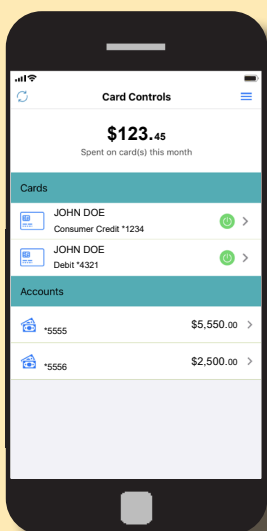 Card Controls
$123.45
Spent on card(s) this month
Cards
JOHN DOE
Consumer Credit *1234
JOHN DOE
Debit *4321
Accounts
*5555 $5,550.00
*5556 $2,500.00